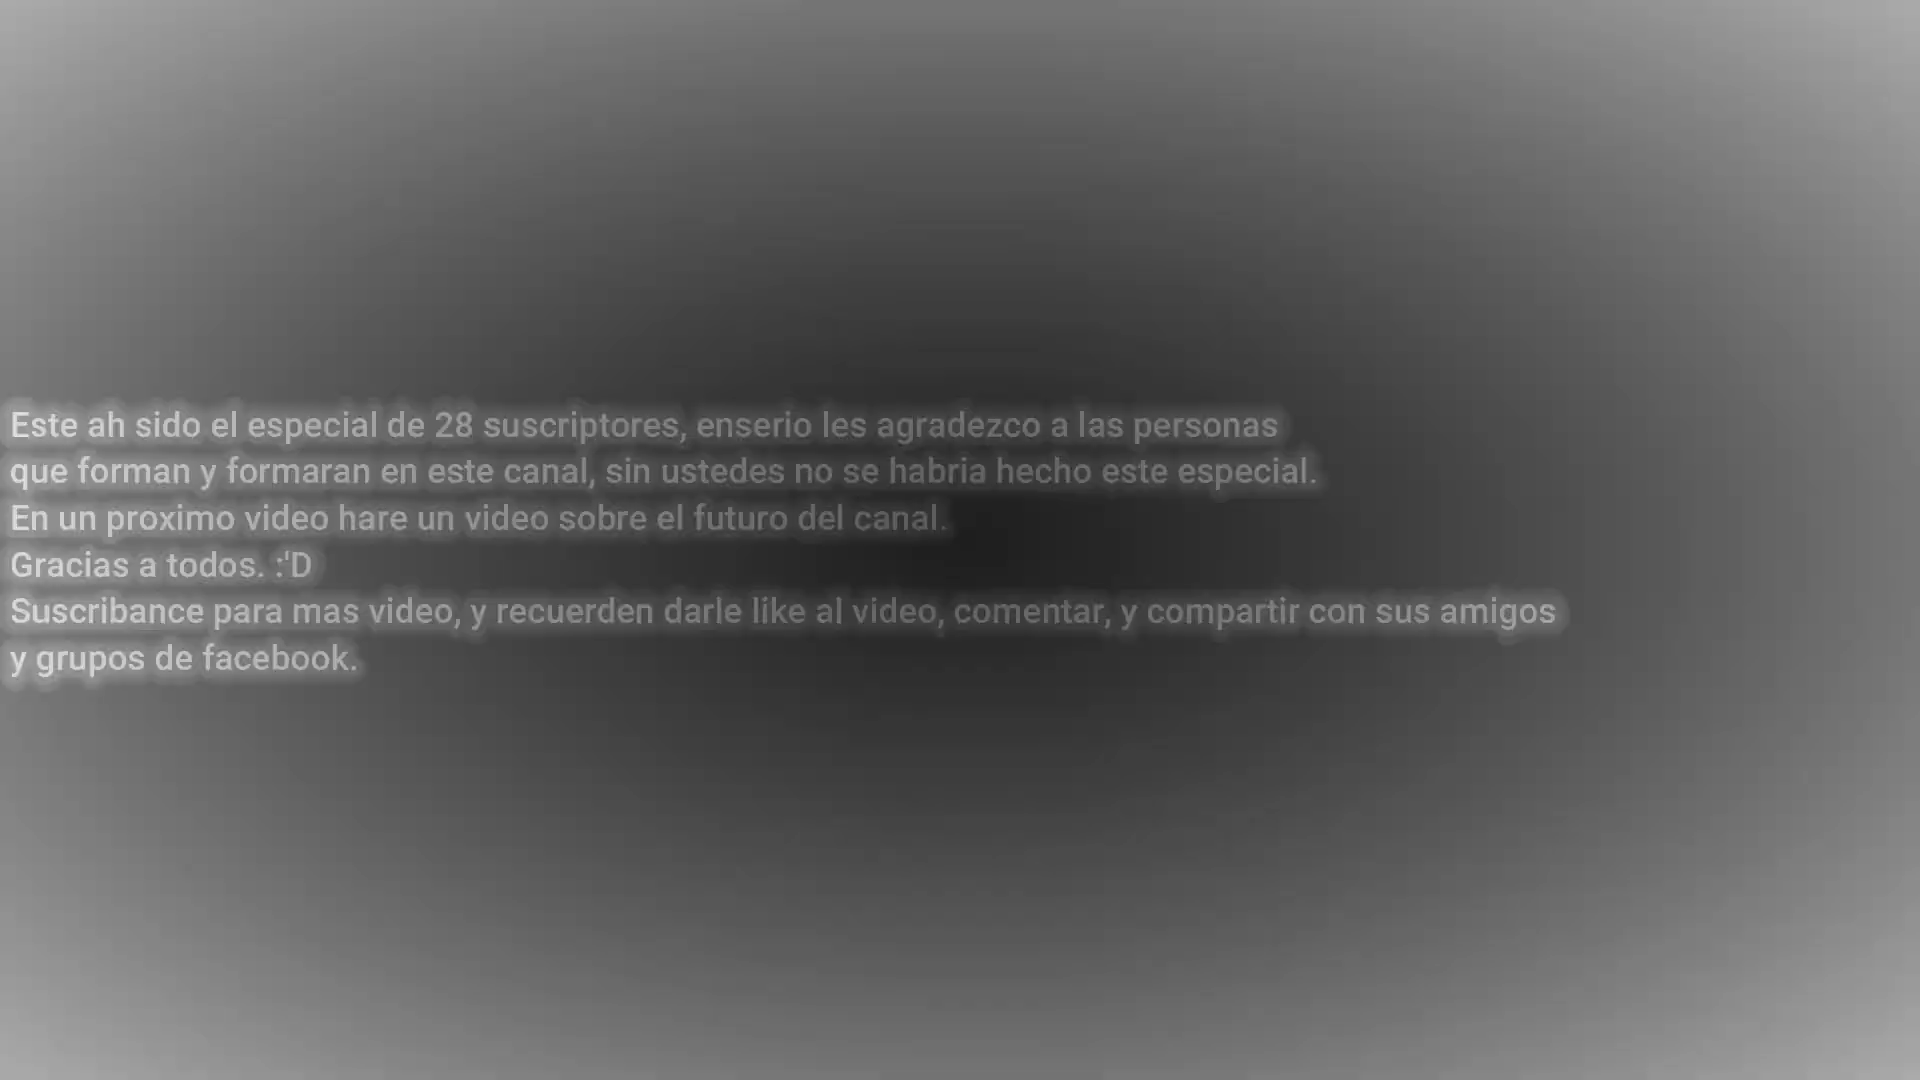 Este ah sido el especial de 28 suscriptores, enserio les agradezco a las personas
que forman y formaran en este canal, sin ustedes no se habria hecho este especial.
En un proximo video hare un video sobre el futuro del canal.
Gracias a todos. :'D
Suscribance para mas video, y recuerden darle like al video, comentar, y compartir con sus amigos
y grupos de facebook.